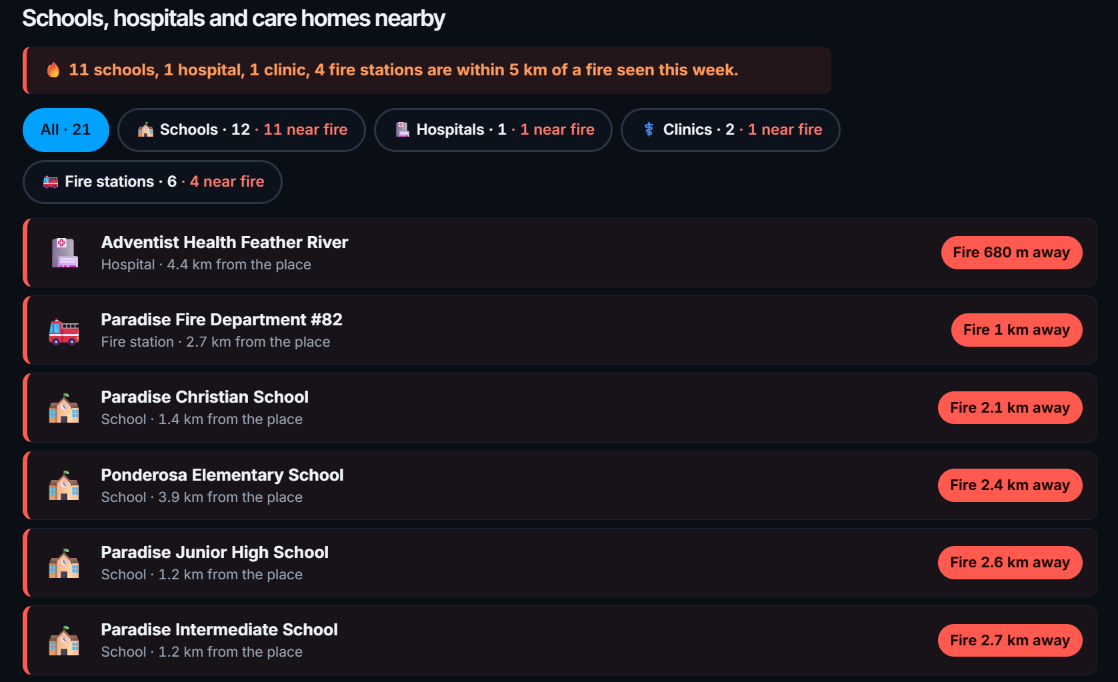 Schools, hospitals and care homes nearby
🔥 11 schools, 1 hospital, 1 clinic, 4 fire stations are within 5 km of a fire seen this week.
All · 21
Schools · 12 · 11 near fire
Hospitals · 1 · 1 near fire
Clinics · 2 · 1 near fire
Fire stations · 6 · 4 near fire
Adventist Health Feather River
Hospital · 4.4 km from the place
Fire 680 m away
Paradise Fire Department #82
Fire station · 2.7 km from the place
Fire 1 km away
Paradise Christian School
School · 1.4 km from the place
Fire 2.1 km away
Ponderosa Elementary School
School · 3.9 km from the place
Fire 2.4 km away
Paradise Junior High School
School · 1.2 km from the place
Fire 2.6 km away
Paradise Intermediate School
School · 1.2 km from the place
Fire 2.7 km away